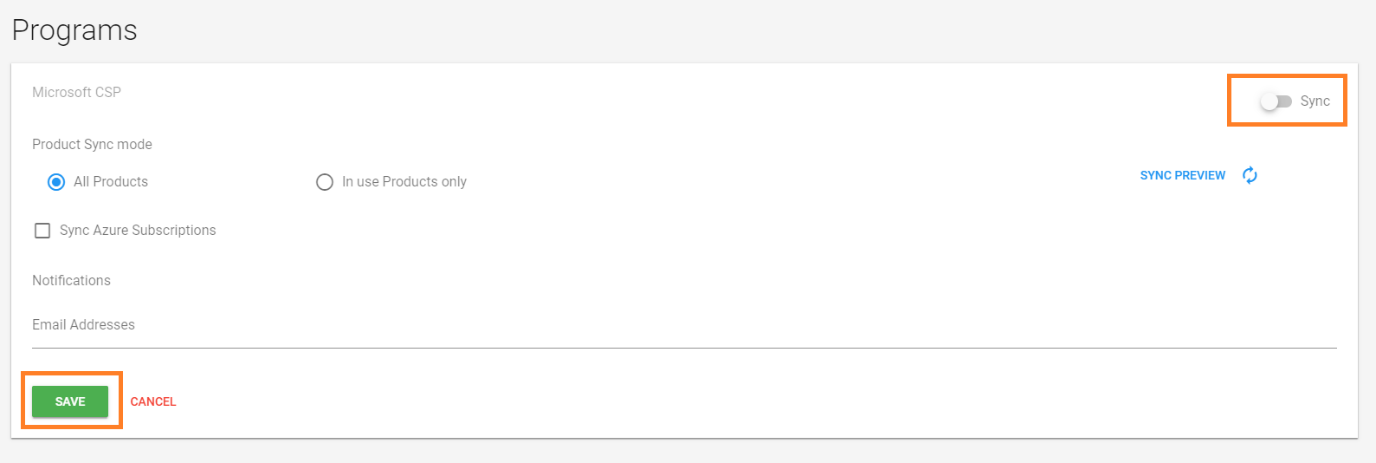 Programs
Microsoft CSP
Sync
Product Sync mode
All Products
In use Products only
SYNC PREVIEW
Sync Azure Subscriptions
Notifications
Email Addresses
SAVE
CANCEL